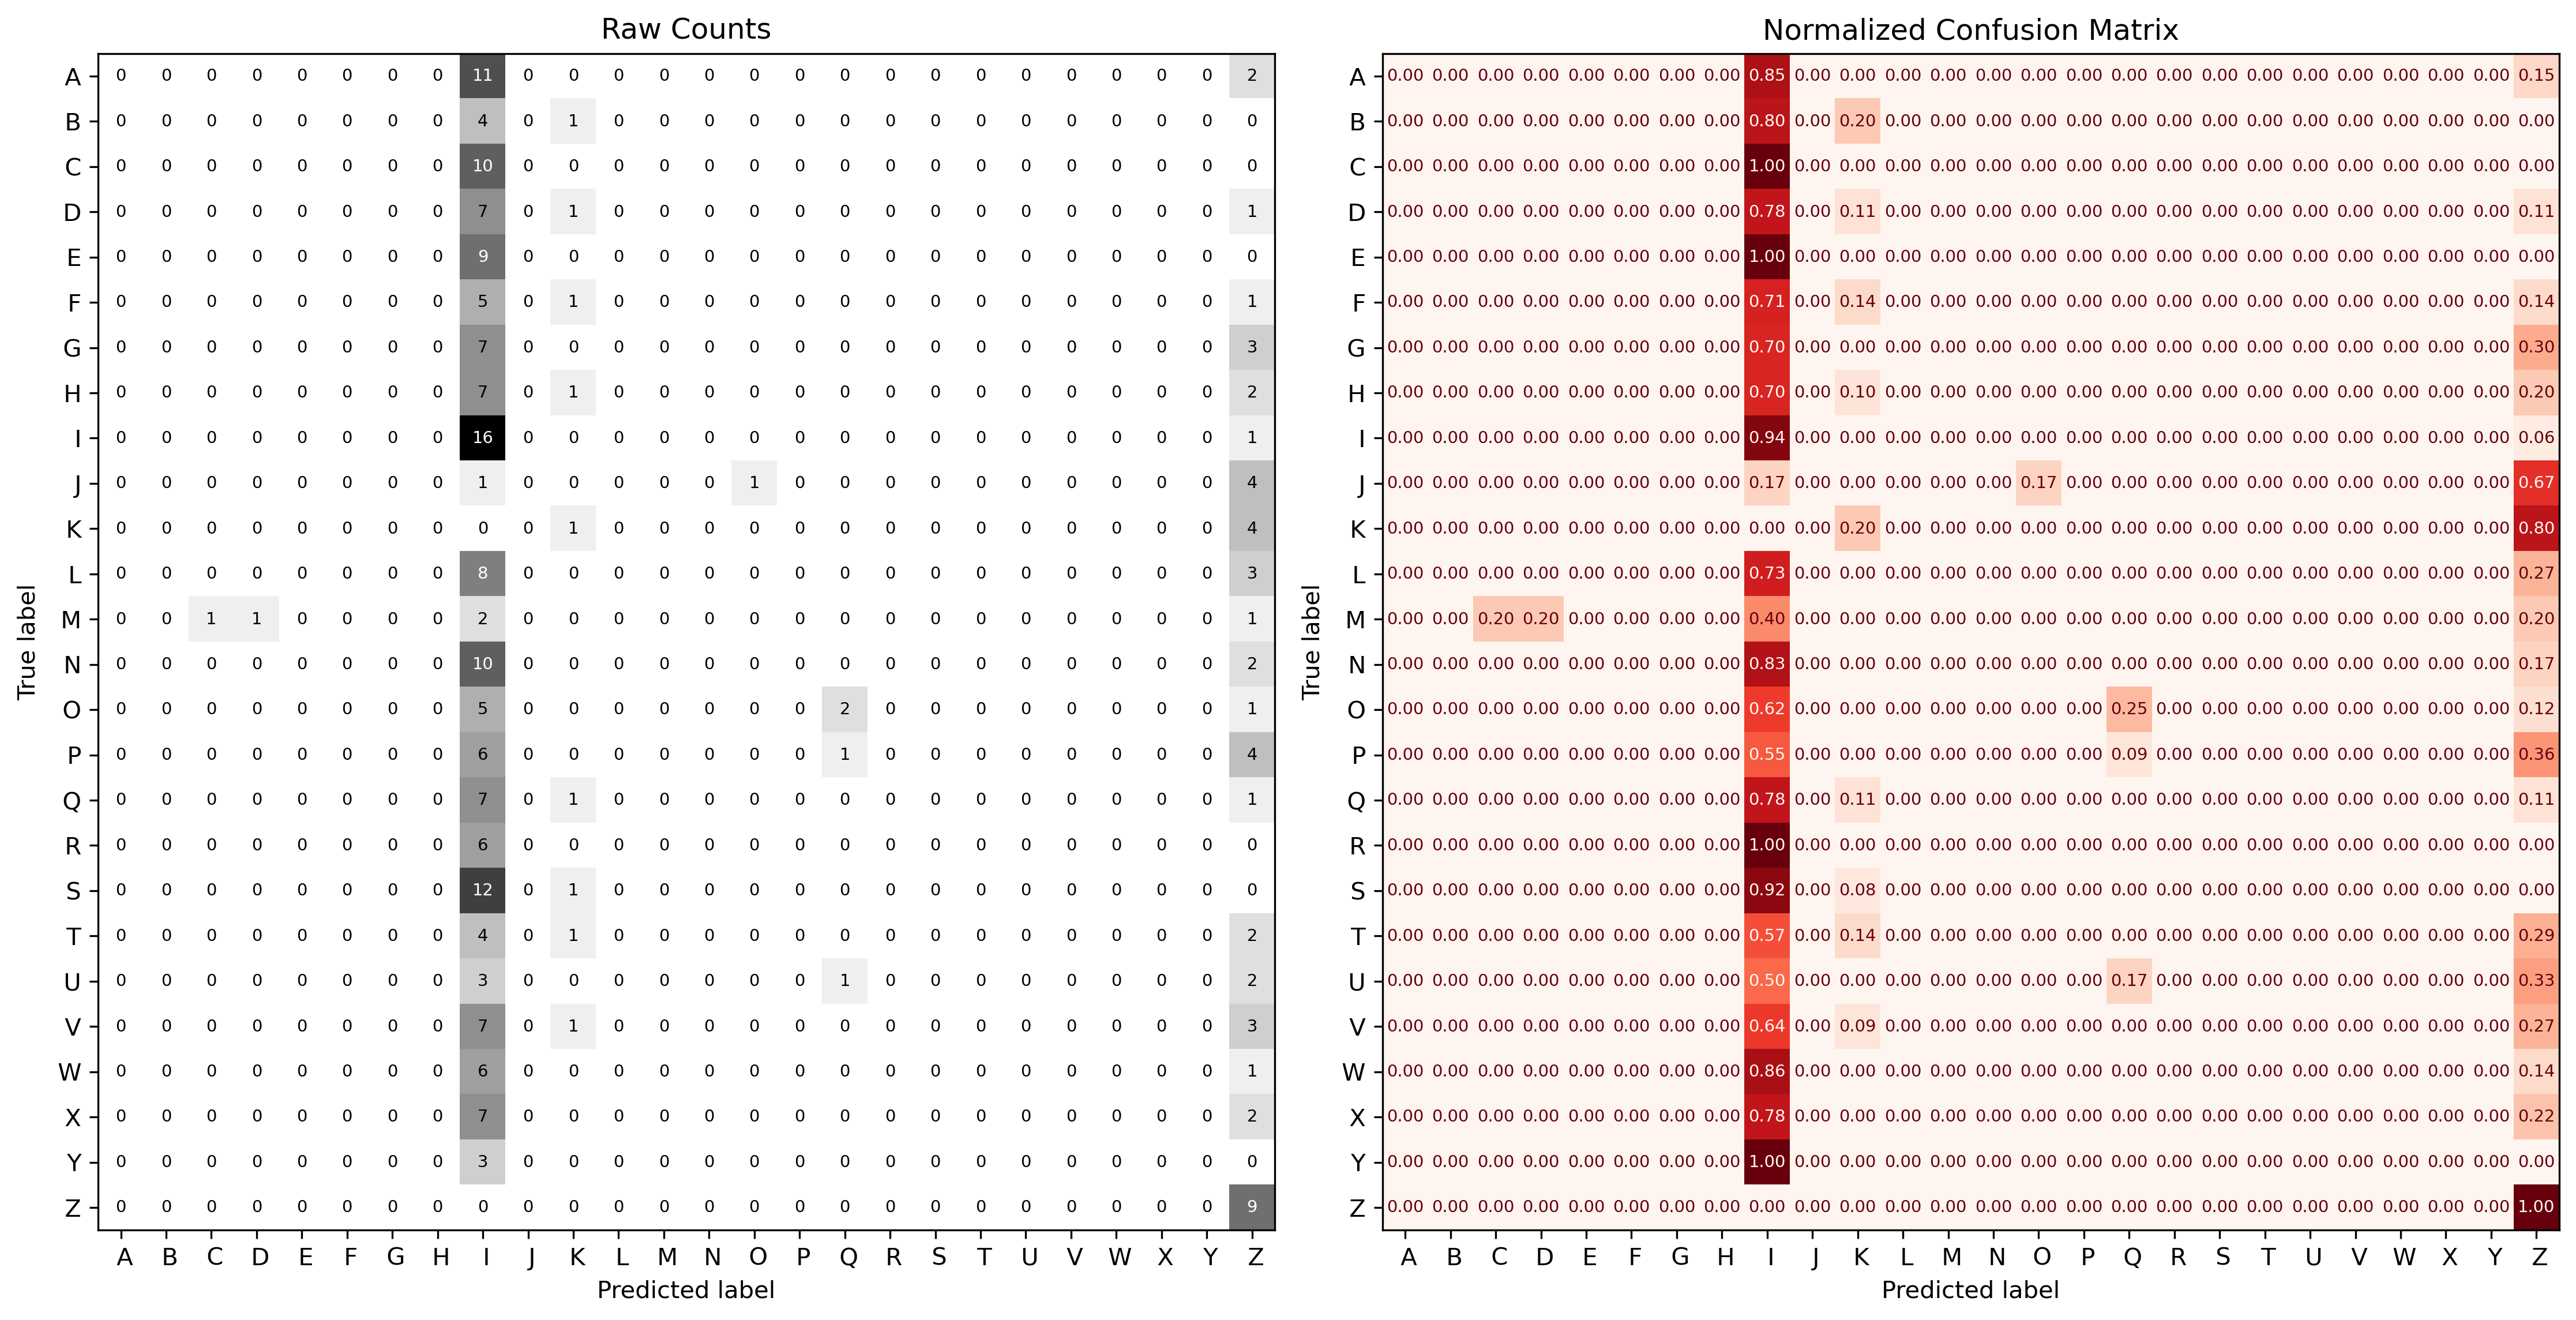 Raw Counts
A 0 0 0 0 0 0 0 0 11 0 0 0 0 0 0 0 0 0 0 0 0 0 0 0 0 2
B 0 0 0 0 0 0 0 0 4 0 1 0 0 0 0 0 0 0 0 0 0 0 0 0 0 0
C 0 0 0 0 0 0 0 0 10 0 0 0 0 0 0 0 0 0 0 0 0 0 0 0 0 0
D 0 0 0 0 0 0 0 0 7 0 1 0 0 0 0 0 0 0 0 0 0 0 0 0 0 1
E 0 0 0 0 0 0 0 0 9 0 0 0 0 0 0 0 0 0 0 0 0 0 0 0 0 0
F 0 0 0 0 0 0 0 0 5 0 1 0 0 0 0 0 0 0 0 0 0 0 0 0 0 1
G 0 0 0 0 0 0 0 0 7 0 0 0 0 0 0 0 0 0 0 0 0 0 0 0 0 3
H 0 0 0 0 0 0 0 0 7 0 1 0 0 0 0 0 0 0 0 0 0 0 0 0 0 2
I 0 0 0 0 0 0 0 0 16 0 0 0 0 0 0 0 0 0 0 0 0 0 0 0 0 1
J 0 0 0 0 0 0 0 0 1 0 0 0 0 0 1 0 0 0 0 0 0 0 0 0 0 4
K 0 0 0 0 0 0 0 0 0 0 1 0 0 0 0 0 0 0 0 0 0 0 0 0 0 4
L 0 0 0 0 0 0 0 0 8 0 0 0 0 0 0 0 0 0 0 0 0 0 0 0 0 3
M 0 0 1 1 0 0 0 0 2 0 0 0 0 0 0 0 0 0 0 0 0 0 0 0 0 1
N 0 0 0 0 0 0 0 0 10 0 0 0 0 0 0 0 0 0 0 0 0 0 0 0 0 2
O 0 0 0 0 0 0 0 0 5 0 0 0 0 0 0 0 2 0 0 0 0 0 0 0 0 1
P 0 0 0 0 0 0 0 0 6 0 0 0 0 0 0 0 1 0 0 0 0 0 0 0 0 4
Q 0 0 0 0 0 0 0 0 7 0 1 0 0 0 0 0 0 0 0 0 0 0 0 0 0 1
R 0 0 0 0 0 0 0 0 6 0 0 0 0 0 0 0 0 0 0 0 0 0 0 0 0 0
S 0 0 0 0 0 0 0 0 12 0 1 0 0 0 0 0 0 0 0 0 0 0 0 0 0 0
T 0 0 0 0 0 0 0 0 4 0 1 0 0 0 0 0 0 0 0 0 0 0 0 0 0 2
U 0 0 0 0 0 0 0 0 3 0 0 0 0 0 0 0 1 0 0 0 0 0 0 0 0 2
V 0 0 0 0 0 0 0 0 7 0 1 0 0 0 0 0 0 0 0 0 0 0 0 0 0 3
W 0 0 0 0 0 0 0 0 6 0 0 0 0 0 0 0 0 0 0 0 0 0 0 0 0 1
X 0 0 0 0 0 0 0 0 7 0 0 0 0 0 0 0 0 0 0 0 0 0 0 0 0 2
Y 0 0 0 0 0 0 0 0 3 0 0 0 0 0 0 0 0 0 0 0 0 0 0 0 0 0
Z 0 0 0 0 0 0 0 0 0 0 0 0 0 0 0 0 0 0 0 0 0 0 0 0 0 9
A B C D E F G H I J K L M N O P Q R S T U V W X Y Z
True label
Predicted label
Normalized Confusion Matrix
A 0.00 0.00 0.00 0.00 0.00 0.00 0.00 0.00 0.85 0.00 0.00 0.00 0.00 0.00 0.00 0.00 0.00 0.00 0.00 0.00 0.00 0.00 0.00 0.00 0.00 0.15
B 0.00 0.00 0.00 0.00 0.00 0.00 0.00 0.00 0.80 0.00 0.20 0.00 0.00 0.00 0.00 0.00 0.00 0.00 0.00 0.00 0.00 0.00 0.00 0.00 0.00 0.00
C 0.00 0.00 0.00 0.00 0.00 0.00 0.00 0.00 1.00 0.00 0.00 0.00 0.00 0.00 0.00 0.00 0.00 0.00 0.00 0.00 0.00 0.00 0.00 0.00 0.00 0.00
D 0.00 0.00 0.00 0.00 0.00 0.00 0.00 0.00 0.78 0.00 0.11 0.00 0.00 0.00 0.00 0.00 0.00 0.00 0.00 0.00 0.00 0.00 0.00 0.00 0.00 0.11
E 0.00 0.00 0.00 0.00 0.00 0.00 0.00 0.00 1.00 0.00 0.00 0.00 0.00 0.00 0.00 0.00 0.00 0.00 0.00 0.00 0.00 0.00 0.00 0.00 0.00 0.00
F 0.00 0.00 0.00 0.00 0.00 0.00 0.00 0.00 0.71 0.00 0.14 0.00 0.00 0.00 0.00 0.00 0.00 0.00 0.00 0.00 0.00 0.00 0.00 0.00 0.00 0.14
G 0.00 0.00 0.00 0.00 0.00 0.00 0.00 0.00 0.70 0.00 0.00 0.00 0.00 0.00 0.00 0.00 0.00 0.00 0.00 0.00 0.00 0.00 0.00 0.00 0.00 0.30
H 0.00 0.00 0.00 0.00 0.00 0.00 0.00 0.00 0.70 0.00 0.10 0.00 0.00 0.00 0.00 0.00 0.00 0.00 0.00 0.00 0.00 0.00 0.00 0.00 0.00 0.20
I 0.00 0.00 0.00 0.00 0.00 0.00 0.00 0.00 0.94 0.00 0.00 0.00 0.00 0.00 0.00 0.00 0.00 0.00 0.00 0.00 0.00 0.00 0.00 0.00 0.00 0.06
J 0.00 0.00 0.00 0.00 0.00 0.00 0.00 0.00 0.17 0.00 0.00 0.00 0.00 0.00 0.17 0.00 0.00 0.00 0.00 0.00 0.00 0.00 0.00 0.00 0.00 0.67
K 0.00 0.00 0.00 0.00 0.00 0.00 0.00 0.00 0.00 0.00 0.20 0.00 0.00 0.00 0.00 0.00 0.00 0.00 0.00 0.00 0.00 0.00 0.00 0.00 0.00 0.80
L 0.00 0.00 0.00 0.00 0.00 0.00 0.00 0.00 0.73 0.00 0.00 0.00 0.00 0.00 0.00 0.00 0.00 0.00 0.00 0.00 0.00 0.00 0.00 0.00 0.00 0.27
M 0.00 0.00 0.20 0.20 0.00 0.00 0.00 0.00 0.40 0.00 0.00 0.00 0.00 0.00 0.00 0.00 0.00 0.00 0.00 0.00 0.00 0.00 0.00 0.00 0.00 0.20
N 0.00 0.00 0.00 0.00 0.00 0.00 0.00 0.00 0.83 0.00 0.00 0.00 0.00 0.00 0.00 0.00 0.00 0.00 0.00 0.00 0.00 0.00 0.00 0.00 0.00 0.17
O 0.00 0.00 0.00 0.00 0.00 0.00 0.00 0.00 0.62 0.00 0.00 0.00 0.00 0.00 0.00 0.00 0.25 0.00 0.00 0.00 0.00 0.00 0.00 0.00 0.00 0.12
P 0.00 0.00 0.00 0.00 0.00 0.00 0.00 0.00 0.55 0.00 0.00 0.00 0.00 0.00 0.00 0.00 0.09 0.00 0.00 0.00 0.00 0.00 0.00 0.00 0.00 0.36
Q 0.00 0.00 0.00 0.00 0.00 0.00 0.00 0.00 0.78 0.00 0.11 0.00 0.00 0.00 0.00 0.00 0.00 0.00 0.00 0.00 0.00 0.00 0.00 0.00 0.00 0.11
R 0.00 0.00 0.00 0.00 0.00 0.00 0.00 0.00 1.00 0.00 0.00 0.00 0.00 0.00 0.00 0.00 0.00 0.00 0.00 0.00 0.00 0.00 0.00 0.00 0.00 0.00
S 0.00 0.00 0.00 0.00 0.00 0.00 0.00 0.00 0.92 0.00 0.08 0.00 0.00 0.00 0.00 0.00 0.00 0.00 0.00 0.00 0.00 0.00 0.00 0.00 0.00 0.00
T 0.00 0.00 0.00 0.00 0.00 0.00 0.00 0.00 0.57 0.00 0.14 0.00 0.00 0.00 0.00 0.00 0.00 0.00 0.00 0.00 0.00 0.00 0.00 0.00 0.00 0.29
U 0.00 0.00 0.00 0.00 0.00 0.00 0.00 0.00 0.50 0.00 0.00 0.00 0.00 0.00 0.00 0.00 0.17 0.00 0.00 0.00 0.00 0.00 0.00 0.00 0.00 0.33
V 0.00 0.00 0.00 0.00 0.00 0.00 0.00 0.00 0.64 0.00 0.09 0.00 0.00 0.00 0.00 0.00 0.00 0.00 0.00 0.00 0.00 0.00 0.00 0.00 0.00 0.27
W 0.00 0.00 0.00 0.00 0.00 0.00 0.00 0.00 0.86 0.00 0.00 0.00 0.00 0.00 0.00 0.00 0.00 0.00 0.00 0.00 0.00 0.00 0.00 0.00 0.00 0.14
X 0.00 0.00 0.00 0.00 0.00 0.00 0.00 0.00 0.78 0.00 0.00 0.00 0.00 0.00 0.00 0.00 0.00 0.00 0.00 0.00 0.00 0.00 0.00 0.00 0.00 0.22
Y 0.00 0.00 0.00 0.00 0.00 0.00 0.00 0.00 1.00 0.00 0.00 0.00 0.00 0.00 0.00 0.00 0.00 0.00 0.00 0.00 0.00 0.00 0.00 0.00 0.00 0.00
Z 0.00 0.00 0.00 0.00 0.00 0.00 0.00 0.00 0.00 0.00 0.00 0.00 0.00 0.00 0.00 0.00 0.00 0.00 0.00 0.00 0.00 0.00 0.00 0.00 0.00 1.00
A B C D E F G H I J K L M N O P Q R S T U V W X Y Z
True label
Predicted label